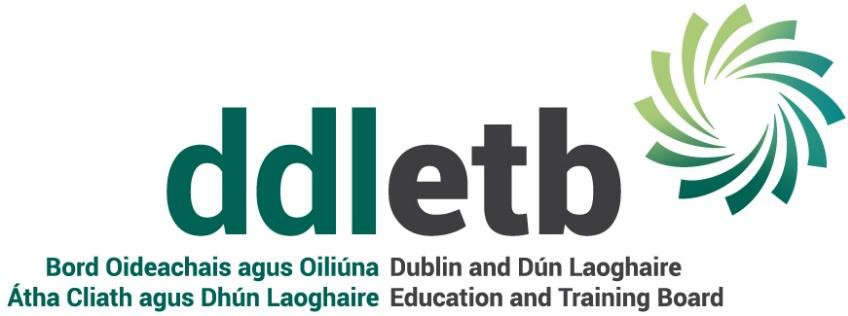 ddletb
Bord Oideachais agus Oiliúna Dublin and Dún Laoghaire
Átha Cliath agus Dhún Laoghaire Education and Training Board